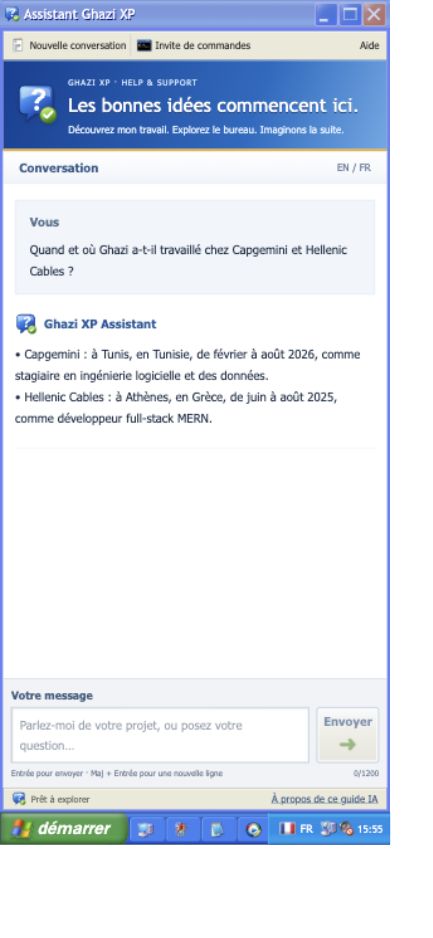 Assistant Ghazi XP
Nouvelle conversation Invite de commandes Aide
GHAZI XP · HELP & SUPPORT
Les bonnes idées commencent ici.
Découvrez mon travail. Explorez le bureau. Imaginons la suite.
Conversation EN / FR
Vous
Quand et où Ghazi a-t-il travaillé chez Capgemini et Hellenic
Cables ?
Ghazi XP Assistant
• Capgemini : à Tunis, en Tunisie, de février à août 2026, comme
stagiaire en ingénierie logicielle et des données.
• Hellenic Cables : à Athènes, en Grèce, de juin à août 2025,
comme développeur full-stack MERN.
Votre message
Parlez-moi de votre projet, ou posez votre
question...
Envoyer
Entrée pour envoyer · Maj + Entrée pour une nouvelle ligne 0/1200
Prêt à explorer À propos de ce guide IA
démarrer FR 15:55